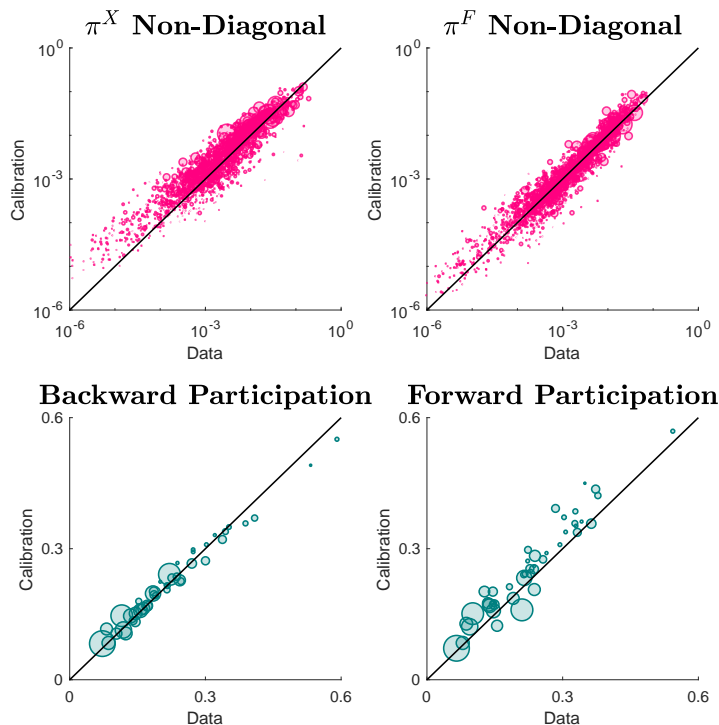 π^X Non-Diagonal
10^0
10^-3
10^-6
Calibration
10^-6 10^-3 10^0
Data
π^F Non-Diagonal
10^0
10^-3
10^-6
Calibration
10^-6 10^-3 10^0
Data
Backward Participation
0.6
0.3
0
Calibration
0 0.3 0.6
Data
Forward Participation
0.6
0.3
0
Calibration
0 0.3 0.6
Data